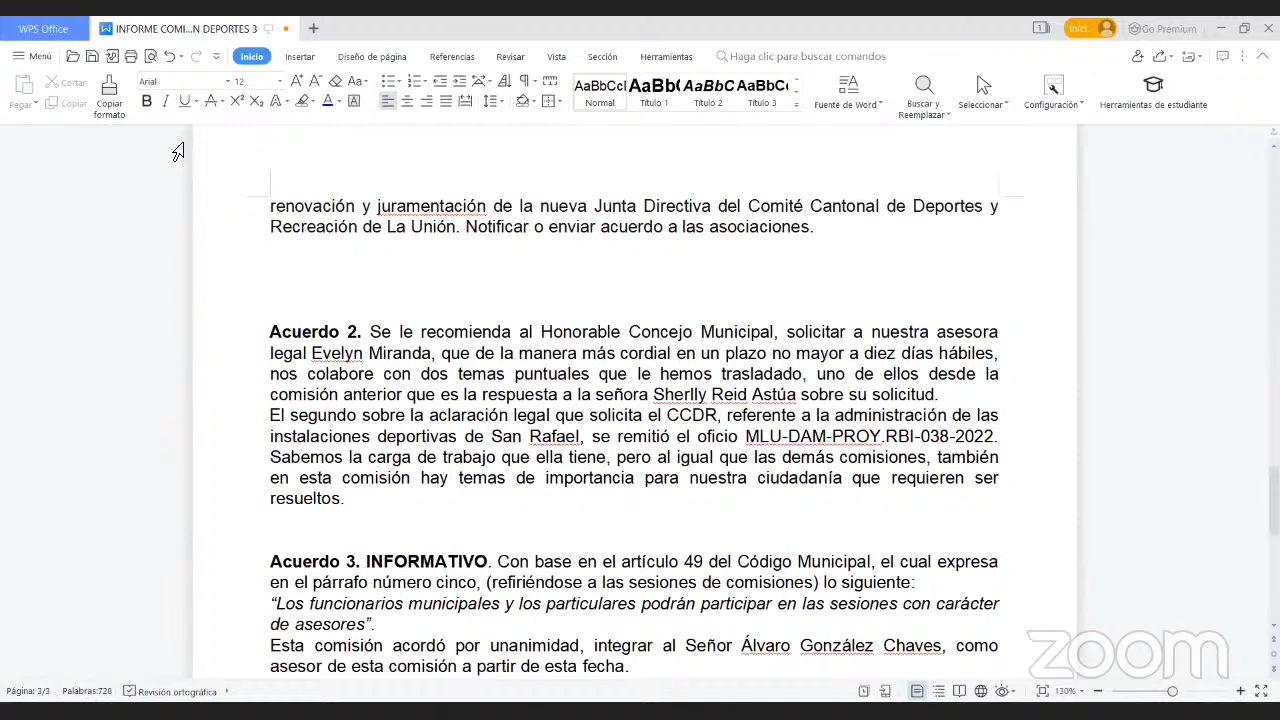 WPS Office
INFORME COMI...N DEPORTES 3
1
Inici...
Go Premium
Menú
Inicio
Insertar
Diseño de página
Referencias
Revisar
Vista
Sección
Herramientas
Haga clic para buscar comandos
Pegar
Cortar
Copiar
Copiar formato
Arial
12
AaBbCcI
Normal
AaBb(
Título 1
AaBbC
Título 2
AaBbC(
Título 3
Fuente de Word
Buscar y Reemplazar
Seleccionar
Configuración
Herramientas de estudiante
renovación y juramentación de la nueva Junta Directiva del Comité Cantonal de Deportes y
Recreación de La Unión. Notificar o enviar acuerdo a las asociaciones.
Acuerdo 2. Se le recomienda al Honorable Concejo Municipal, solicitar a nuestra asesora
legal Evelyn Miranda, que de la manera más cordial en un plazo no mayor a diez días hábiles,
nos colabore con dos temas puntuales que le hemos trasladado, uno de ellos desde la
comisión anterior que es la respuesta a la señora Sherlly Reid Astúa sobre su solicitud.
El segundo sobre la aclaración legal que solicita el CCDR, referente a la administración de las
instalaciones deportivas de San Rafael, se remitió el oficio MLU-DAM-PROY.RBI-038-2022.
Sabemos la carga de trabajo que ella tiene, pero al igual que las demás comisiones, también
en esta comisión hay temas de importancia para nuestra ciudadanía que requieren ser
resueltos.
Acuerdo 3. INFORMATIVO. Con base en el artículo 49 del Código Municipal, el cual expresa
en el párrafo número cinco, (refiriéndose a las sesiones de comisiones) lo siguiente:
“Los funcionarios municipales y los particulares podrán participar en las sesiones con carácter
de asesores”.
Esta comisión acordó por unanimidad, integrar al Señor Álvaro González Chaves, como
asesor de esta comisión a partir de esta fecha.
zoom
Página: 3/3
Palabras:728
Revisión ortográfica
130%